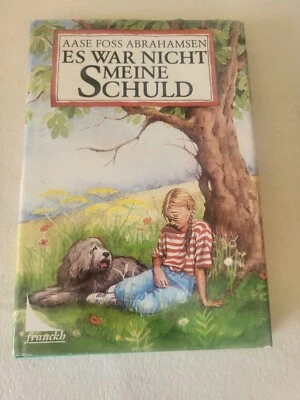 AASE FOSS ABRAHAMSEN
ES WAR NICHT
MEINE
SCHULD
franckh